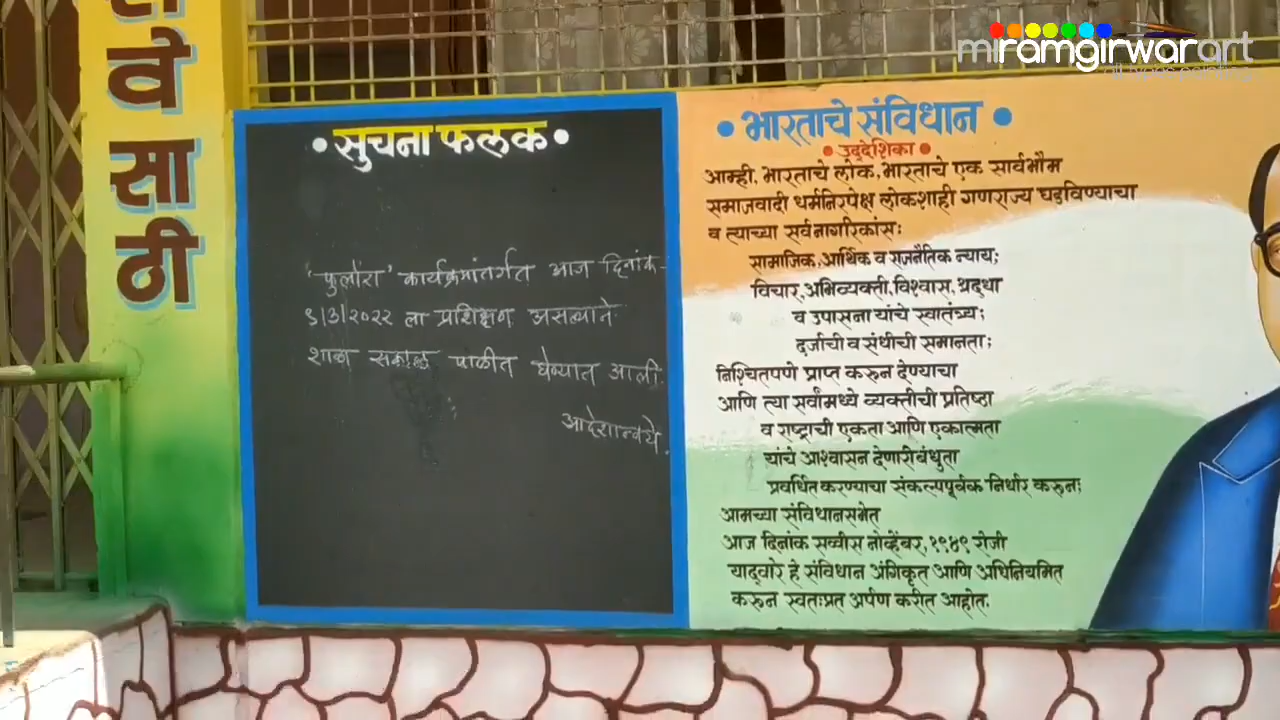 वे
सा
ठी
• सुचना फलक •
'फुलोरा' कार्यक्रमांतर्गत आज दिनांक -
९/३/२०२२ ला प्रशिक्षण असल्याने
शाळा सकाळ पाळीत घेण्यात आली.
आदेशान्वये.
• भारताचे संविधान •
• उद्देशिका •
आम्ही, भारताचे लोक, भारताचे एक सार्वभौम
समाजवादी धर्मनिरपेक्ष लोकशाही गणराज्य घडविण्याचा
व त्याच्या सर्व नागरिकांस:
सामाजिक, आर्थिक व राजनैतिक न्याय;
विचार, अभिव्यक्ती, विश्वास, श्रद्धा
व उपासना यांचे स्वातंत्र्य;
दर्जाची व संधीची समानता;
निश्चितपणे प्राप्त करुन देण्याचा
आणि त्या सर्वांमध्ये व्यक्तीची प्रतिष्ठा
व राष्ट्राची एकता आणि एकात्मता
यांचे आश्वासन देणारी बंधुता
प्रवर्धित करण्याचा संकल्पपूर्वक निर्धार करुन;
आमच्या संविधानसभेत
आज दिनांक सव्वीस नोव्हेंबर, १९४९ रोजी
याद्वारे हे संविधान अंगिकृत आणि अधिनियमित
करुन स्वतःप्रत अर्पण करीत आहोत.
miramgirwarart